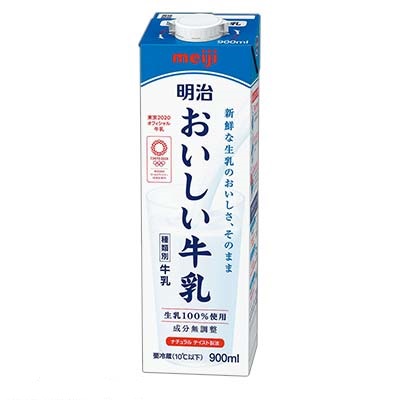 900ml
meiji
明治
おいしい牛乳
新鮮な生乳のおいしさ、そのまま
東京2020
オフィシャル
牛乳
TOKYO 2020
種類別
牛乳
生乳100%使用
成分無調整
ナチュラル テイスト製法
要冷蔵(10℃以下)
900ml